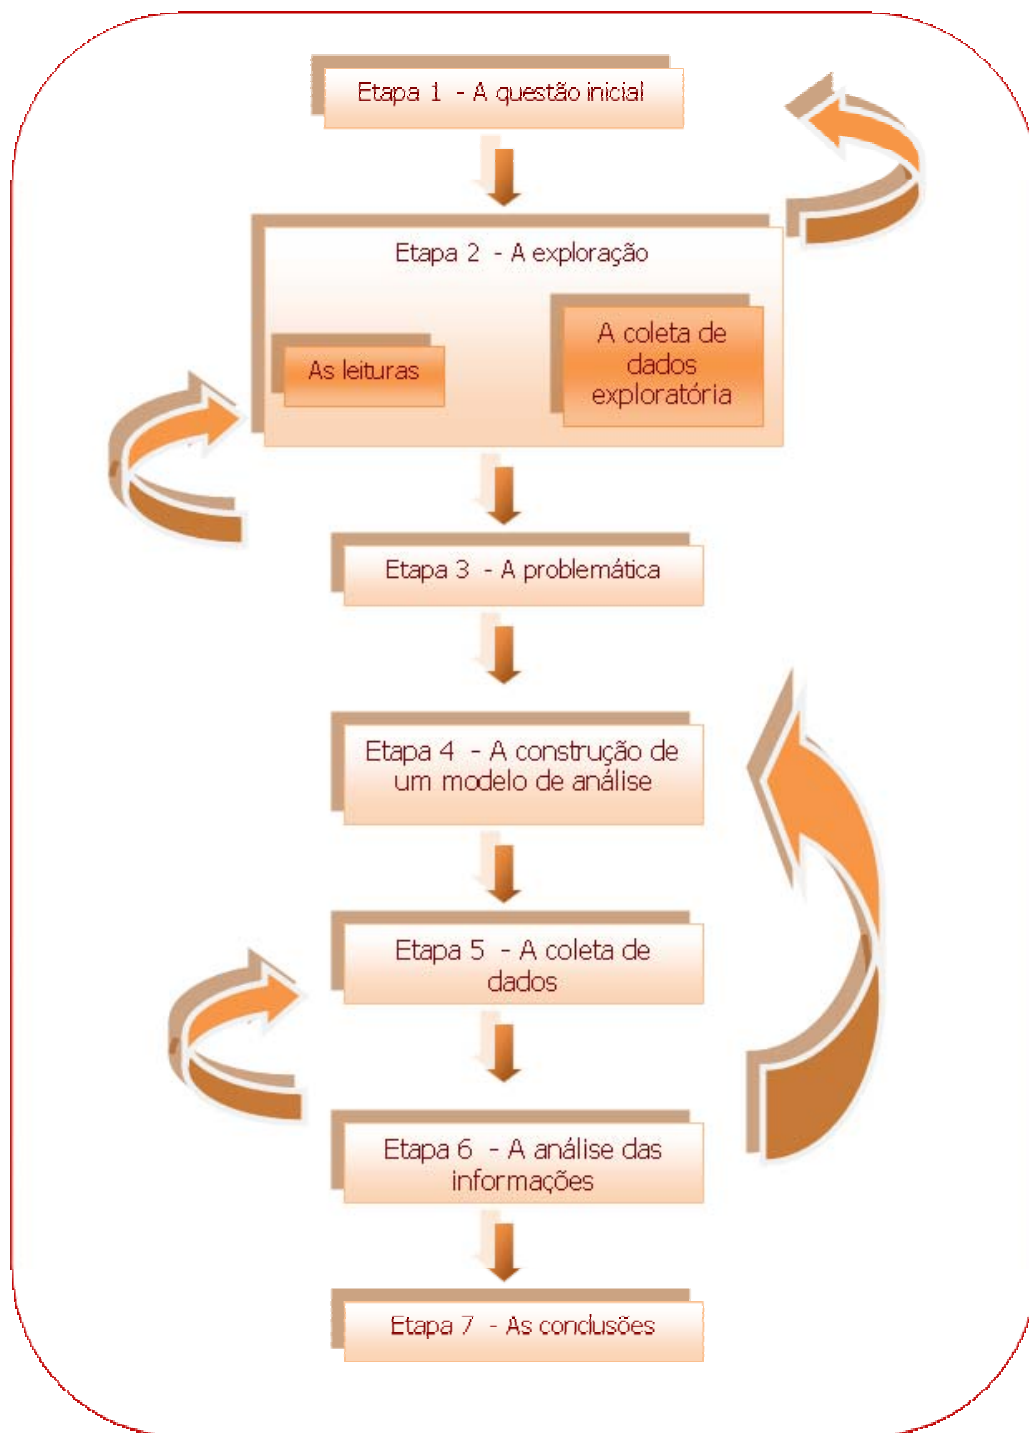 Etapa 1 - A questão inicial
Etapa 2 - A exploração
As leituras
A coleta de
dados
exploratória
Etapa 3 - A problemática
Etapa 4 - A construção de
um modelo de análise
Etapa 5 - A coleta de
dados
Etapa 6 - A análise das
informações
Etapa 7 - As conclusões